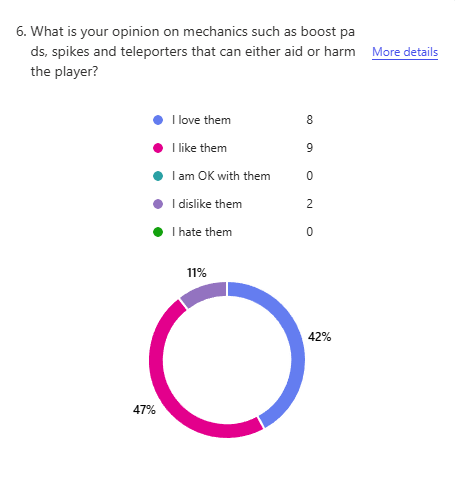 6. What is your opinion on mechanics such as boost pa
ds, spikes and teleporters that can either aid or harm
the player?
More details
I love them 8
I like them 9
I am OK with them 0
I dislike them 2
I hate them 0
11%
42%
47%